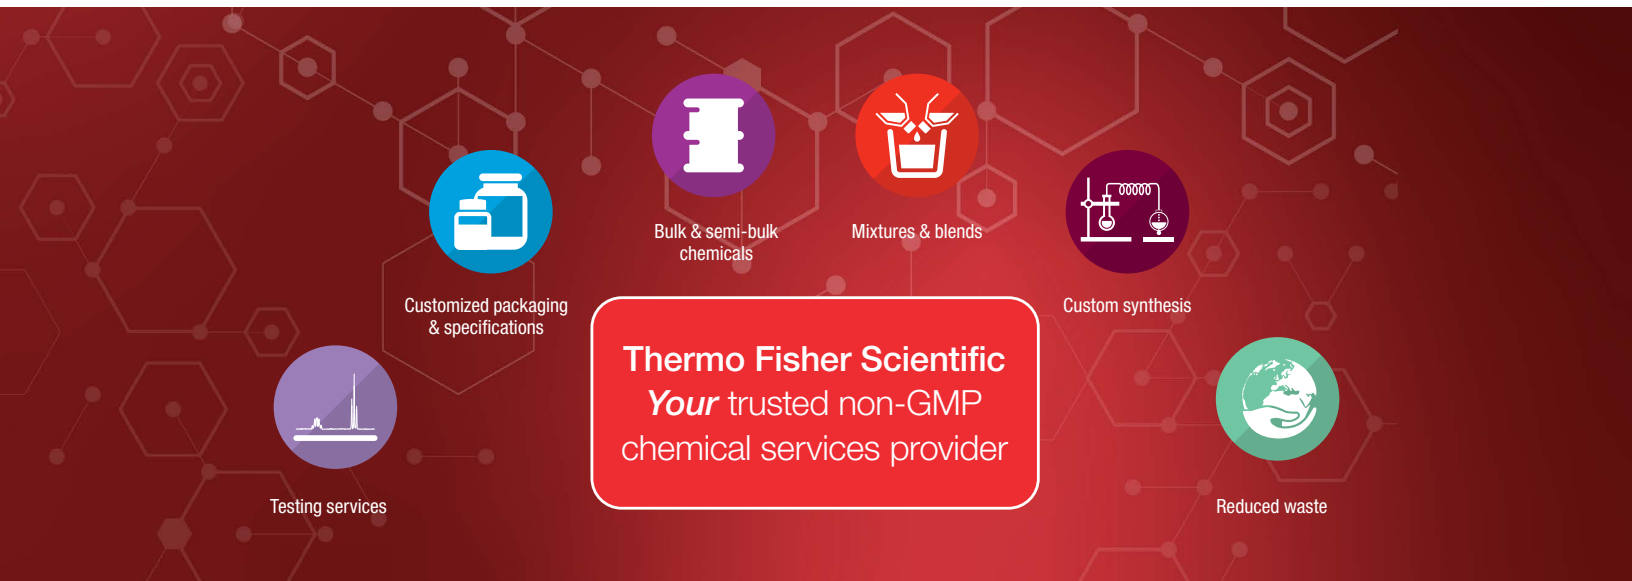 Bulk & semi-bulk
chemicals
Mixtures & blends
Customized packaging
& specifications
Custom synthesis
Thermo Fisher Scientific
Your trusted non-GMP
chemical services provider
Testing services
Reduced waste